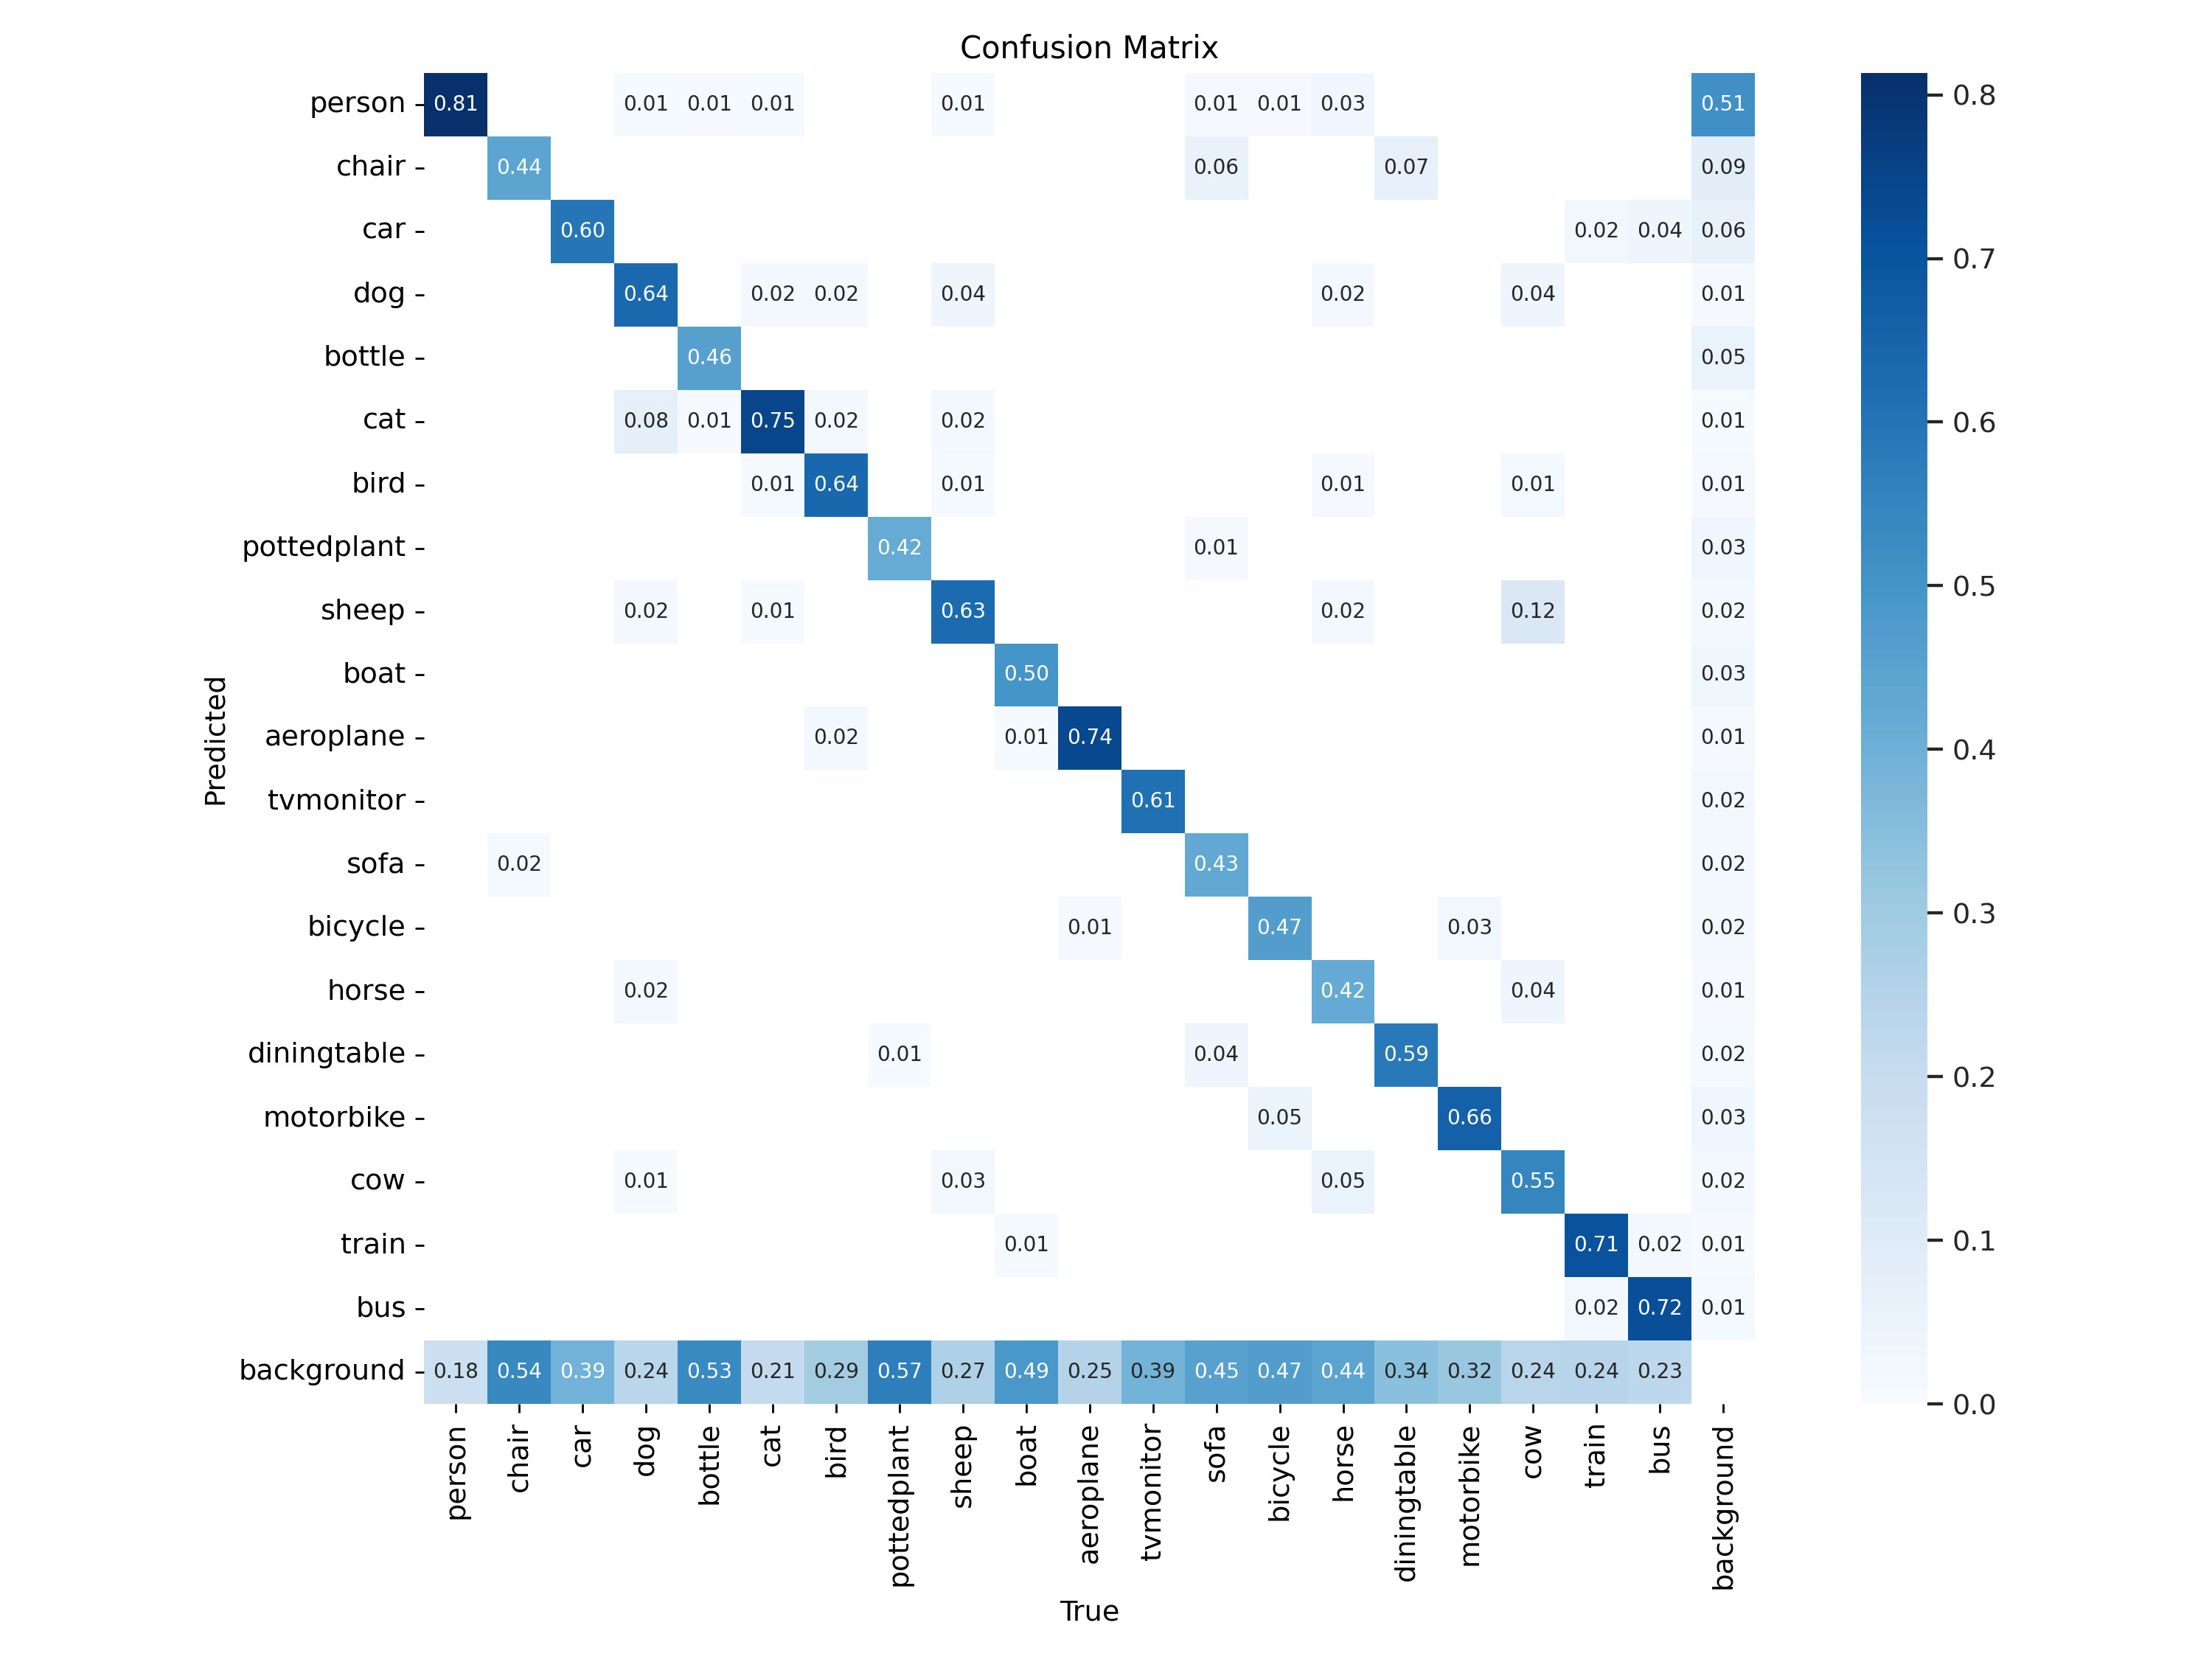 Confusion Matrix
person 0.81 0.01 0.01 0.01 0.01 0.01 0.01 0.03 0.51
chair 0.44 0.06 0.07 0.09
car 0.60 0.02 0.04 0.06
dog 0.64 0.02 0.02 0.04 0.02 0.04 0.01
bottle 0.46 0.05
cat 0.08 0.01 0.75 0.02 0.02 0.01
bird 0.01 0.64 0.01 0.01 0.01 0.01
pottedplant 0.42 0.01 0.03
sheep 0.02 0.01 0.63 0.02 0.12 0.02
boat 0.50 0.03
aeroplane 0.02 0.01 0.74 0.01
tvmonitor 0.61 0.02
sofa 0.02 0.43 0.02
bicycle 0.01 0.47 0.03 0.02
horse 0.02 0.42 0.04 0.01
diningtable 0.01 0.04 0.59 0.02
motorbike 0.05 0.66 0.03
cow 0.01 0.03 0.05 0.55 0.02
train 0.01 0.71 0.02 0.01
bus 0.02 0.72 0.01
background 0.18 0.54 0.39 0.24 0.53 0.21 0.29 0.57 0.27 0.49 0.25 0.39 0.45 0.47 0.44 0.34 0.32 0.24 0.24 0.23
person chair car dog bottle cat bird pottedplant sheep boat aeroplane tvmonitor sofa bicycle horse diningtable motorbike cow train bus background
True
Predicted
0.8
0.7
0.6
0.5
0.4
0.3
0.2
0.1
0.0